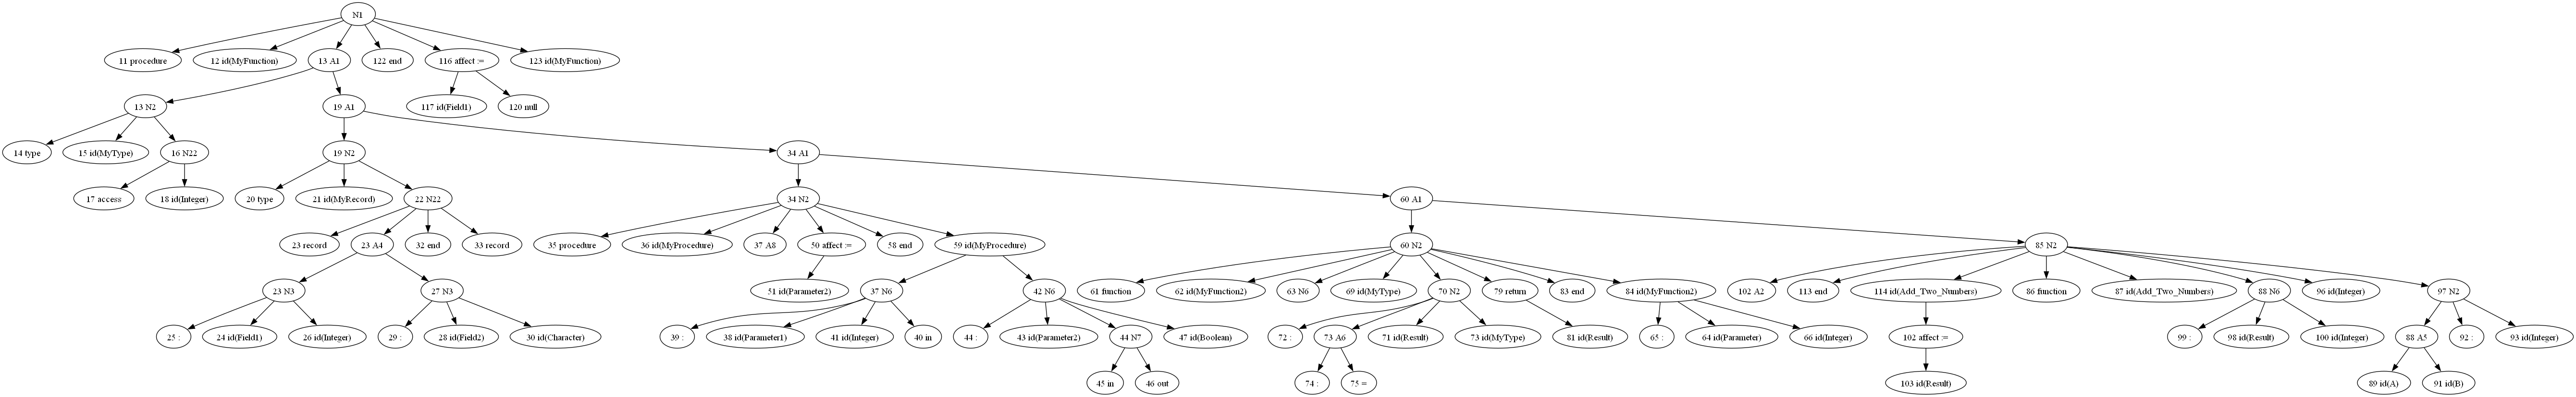 N1
11 procedure
12 id(MyFunction)
13 A1
122 end
116 affect :=
123 id(MyFunction)
13 N2
19 A1
117 id(Field1)
120 null
14 type
15 id(MyType)
16 N22
19 N2
34 A1
17 access
18 id(Integer)
20 type
21 id(MyRecord)
22 N22
34 N2
60 A1
23 record
23 A4
32 end
33 record
35 procedure
36 id(MyProcedure)
37 A8
50 affect :=
58 end
59 id(MyProcedure)
60 N2
85 N2
23 N3
27 N3
51 id(Parameter2)
37 N6
42 N6
61 function
62 id(MyFunction2)
63 N6
69 id(MyType)
70 N2
79 return
83 end
84 id(MyFunction2)
102 A2
113 end
114 id(Add_Two_Numbers)
86 function
87 id(Add_Two_Numbers)
88 N6
96 id(Integer)
97 N2
25 :
24 id(Field1)
26 id(Integer)
29 :
28 id(Field2)
30 id(Character)
39 :
38 id(Parameter1)
41 id(Integer)
40 in
44 :
43 id(Parameter2)
44 N7
47 id(Boolean)
72 :
73 A6
71 id(Result)
73 id(MyType)
81 id(Result)
65 :
64 id(Parameter)
66 id(Integer)
102 affect :=
99 :
98 id(Result)
100 id(Integer)
88 A5
92 :
93 id(Integer)
45 in
46 out
74 :
75 =
103 id(Result)
89 id(A)
91 id(B)